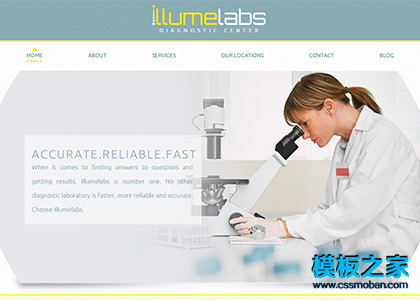 illumelabs
DIAGNOSTIC CENTER
HOME ABOUT SERVICES OUR LOCATIONS CONTACT BLOG
ACCURATE.RELIABLE.FAST
When it comes to finding answers to questions and
getting results, Illumelabs is number one. No other
diagnostic laboratory is faster, more reliable and accurate.
Choose Illumelabs.
模板之家
www.cssmoban.com